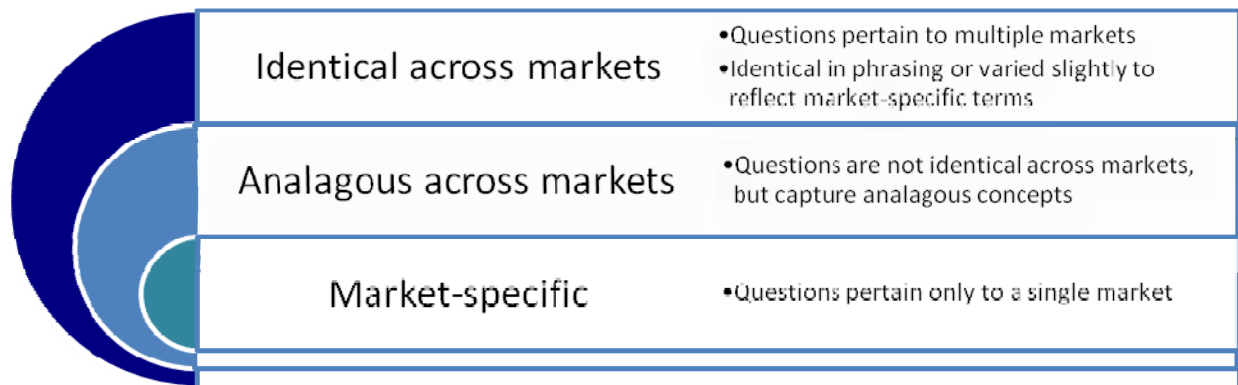 Identical across markets
•Questions pertain to multiple markets
•Identical in phrasing or varied slightly to
reflect market-specific terms
Analagous across markets
•Questions are not identical across markets,
but capture analagous concepts
Market-specific
•Questions pertain only to a single market